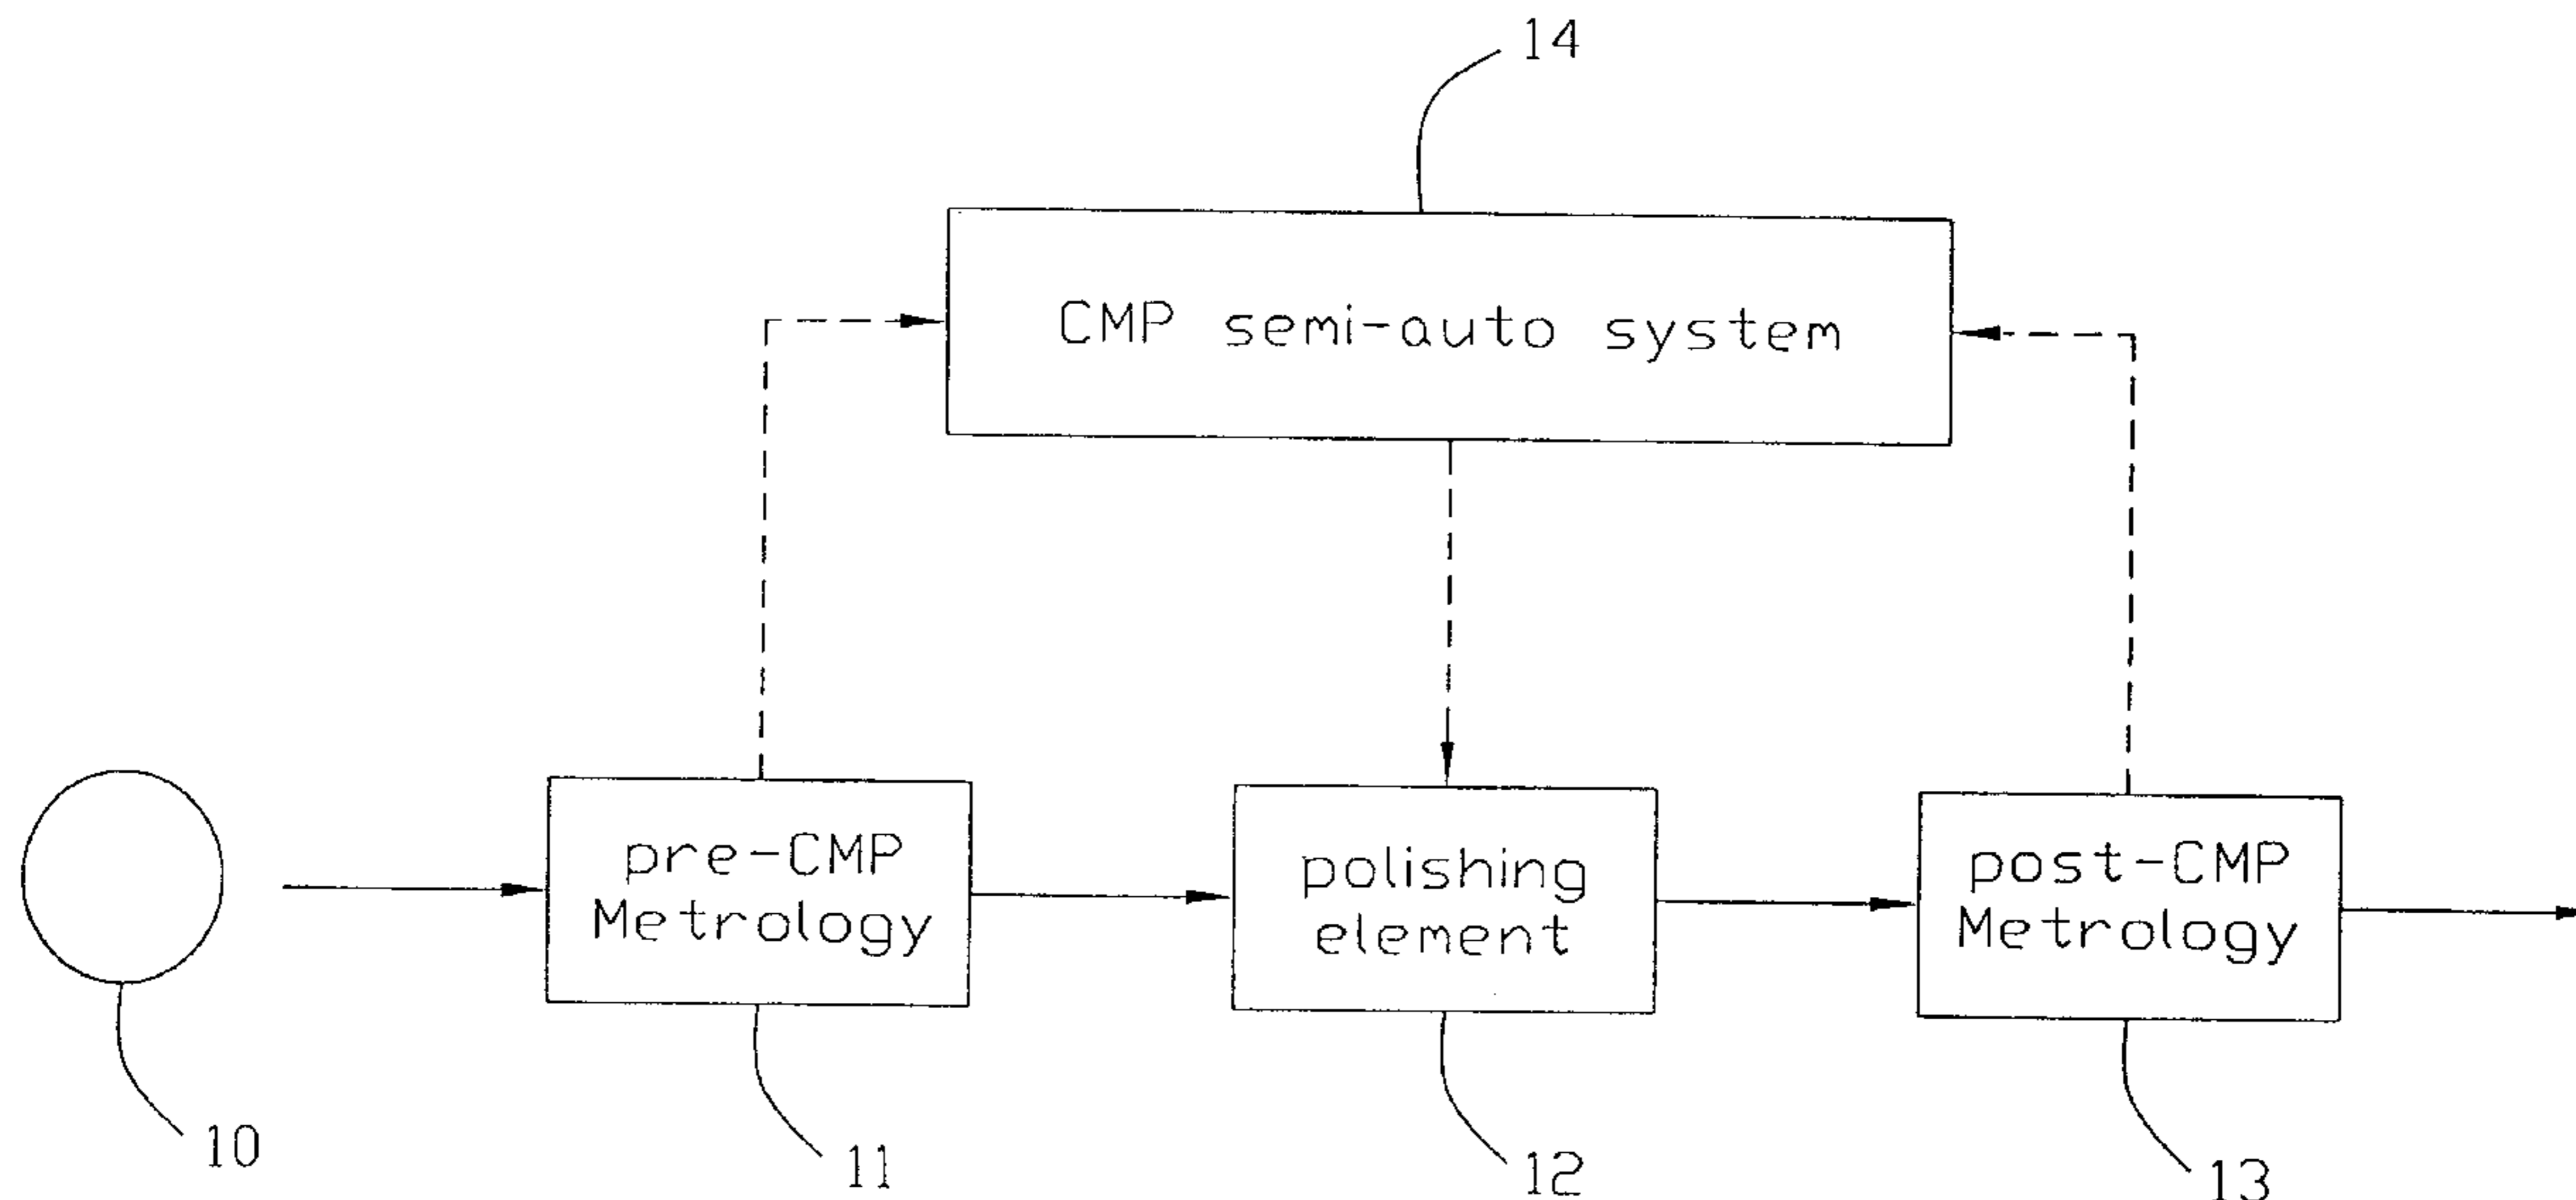 14
CMP semi-auto system
pre-CMP
Metrology
polishing
element
post-CMP
Metrology
10
11
12
13